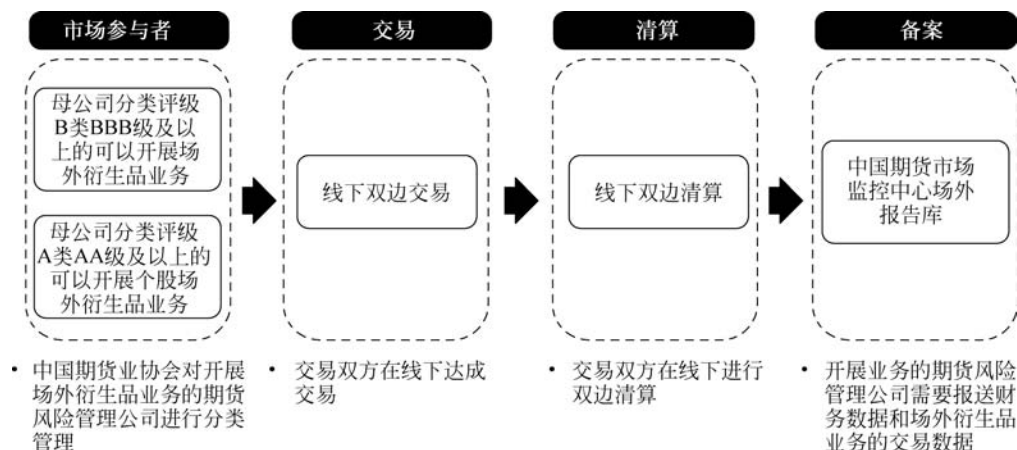 市场参与者
母公司分类评级
B类BBB级及以
上的可以开展场
外衍生品业务
母公司分类评级
A类AA级及以上的
可以开展个股场
外衍生品业务
• 中国期货业协会对开展
场外衍生品业务的期货
风险管理公司进行分类
管理
交易
线下双边交易
• 交易双方在线下达成
交易
清算
线下双边清算
• 交易双方在线下进行
双边清算
备案
中国期货市场
监控中心场外
报告库
• 开展业务的期货风险
管理公司需要报送财
务数据和场外衍生品
业务的交易数据